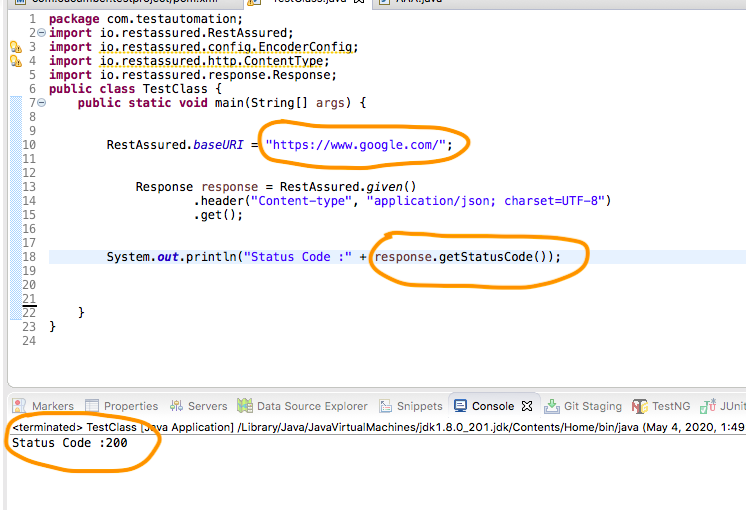 TestClass.java
1 package com.testautomation;
2 import io.restassured.RestAssured;
3 import io.restassured.config.EncoderConfig;
4 import io.restassured.http.ContentType;
5 import io.restassured.response.Response;
6 public class TestClass {
7 public static void main(String[] args) {
8
9
10 RestAssured.baseURI = "https://www.google.com/";
11
12
13 Response response = RestAssured.given()
14 .header("Content-type", "application/json; charset=UTF-8")
15 .get();
16
17
18 System.out.println("Status Code :" + response.getStatusCode());
19
20
21
22 }
23 }
24
Markers Properties Servers Data Source Explorer Snippets Console Git Staging TestNG JUnit
<terminated> TestClass [Java Application] /Library/Java/JavaVirtualMachines/jdk1.8.0_201.jdk/Contents/Home/bin/java (May 4, 2020, 1:49
Status Code :200